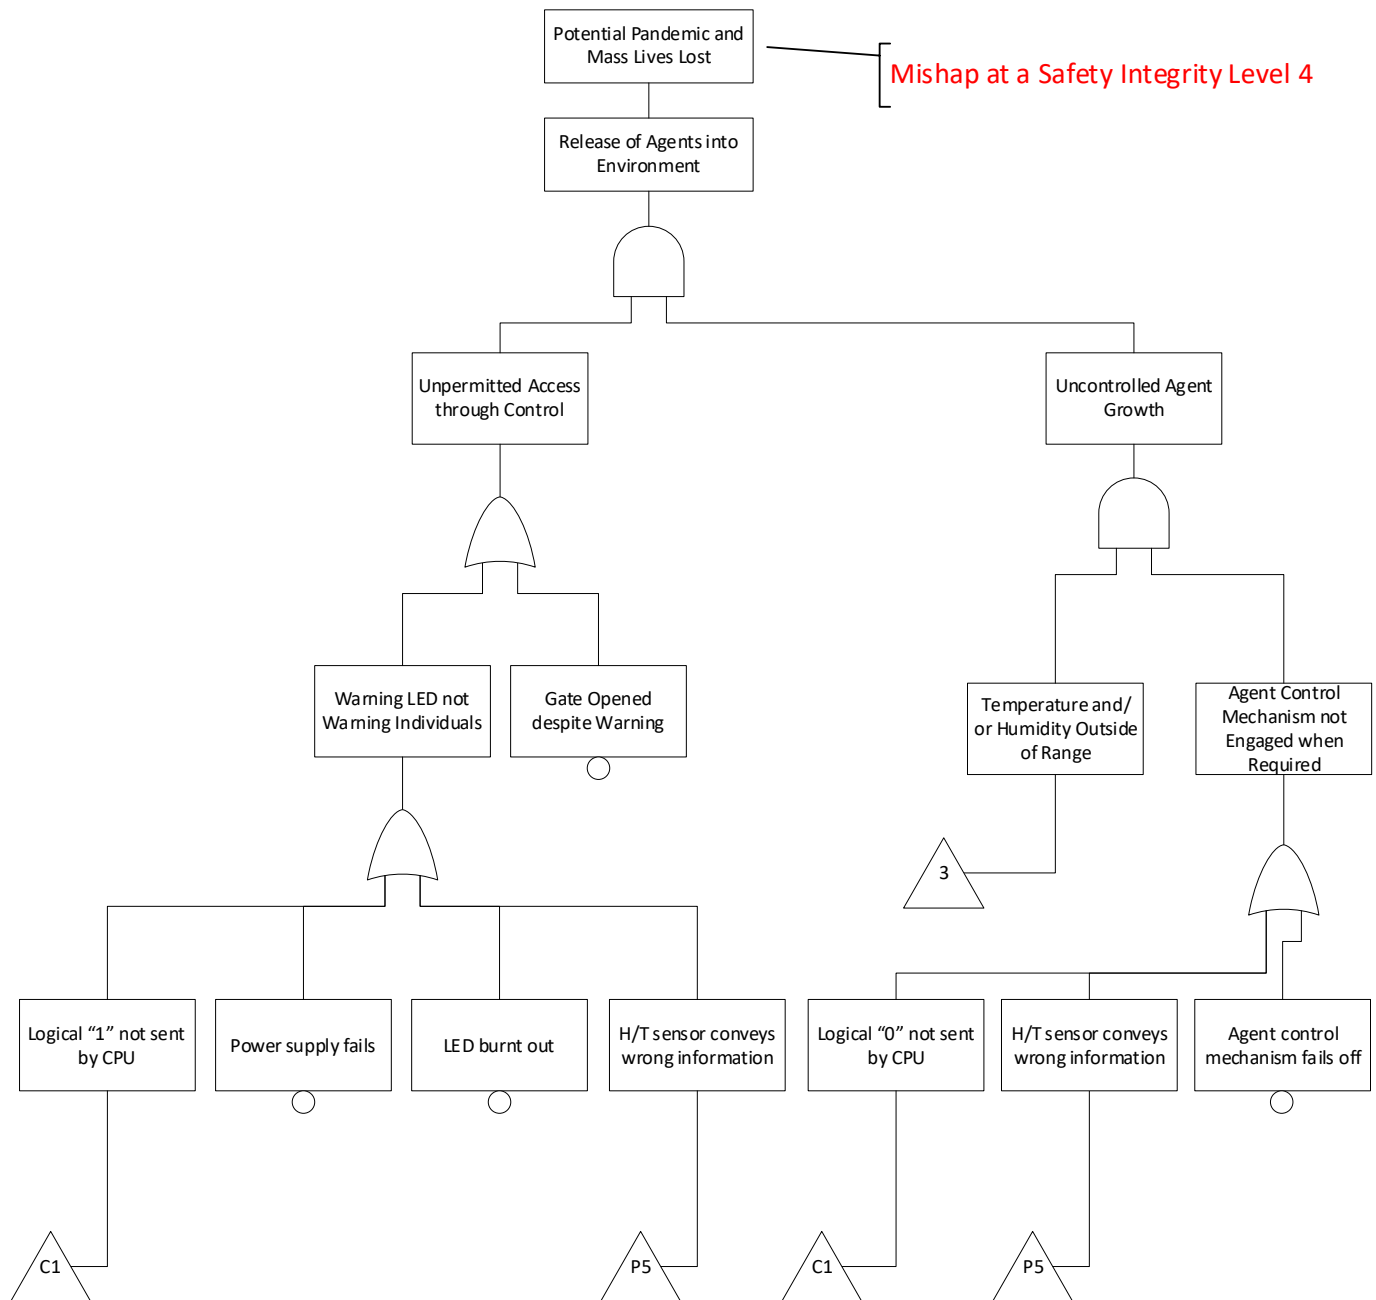 Potential Pandemic and
Mass Lives Lost
Mishap at a Safety Integrity Level 4
Release of Agents into
Environment
Unpermitted Access
through Control
Uncontrolled Agent
Growth
Warning LED not
Warning Individuals
Gate Opened
despite Warning
Temperature and/
or Humidity Outside
of Range
Agent Control
Mechanism not
Engaged when
Required
3
Logical “1” not sent
by CPU
Power supply fails
LED burnt out
H/T sensor conveys
wrong information
Logical “0” not sent
by CPU
H/T sensor conveys
wrong information
Agent control
mechanism fails off
C1
P5
C1
P5